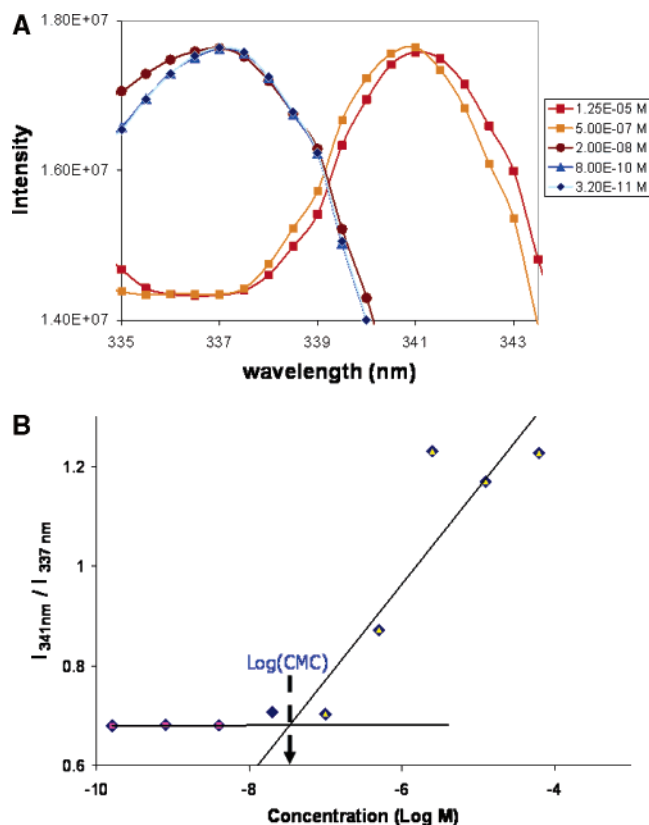 A
1.80E+07
1.60E+07
1.40E+07
Intensity
335 337 339 341 343
wavelength (nm)
1.25E-05 M
5.00E-07 M
2.00E-08 M
8.00E-10 M
3.20E-11 M
B
1.2
1
0.8
0.6
I 341nm / I 337 nm
Log(CMC)
-10 -8 -6 -4
Concentration (Log M)